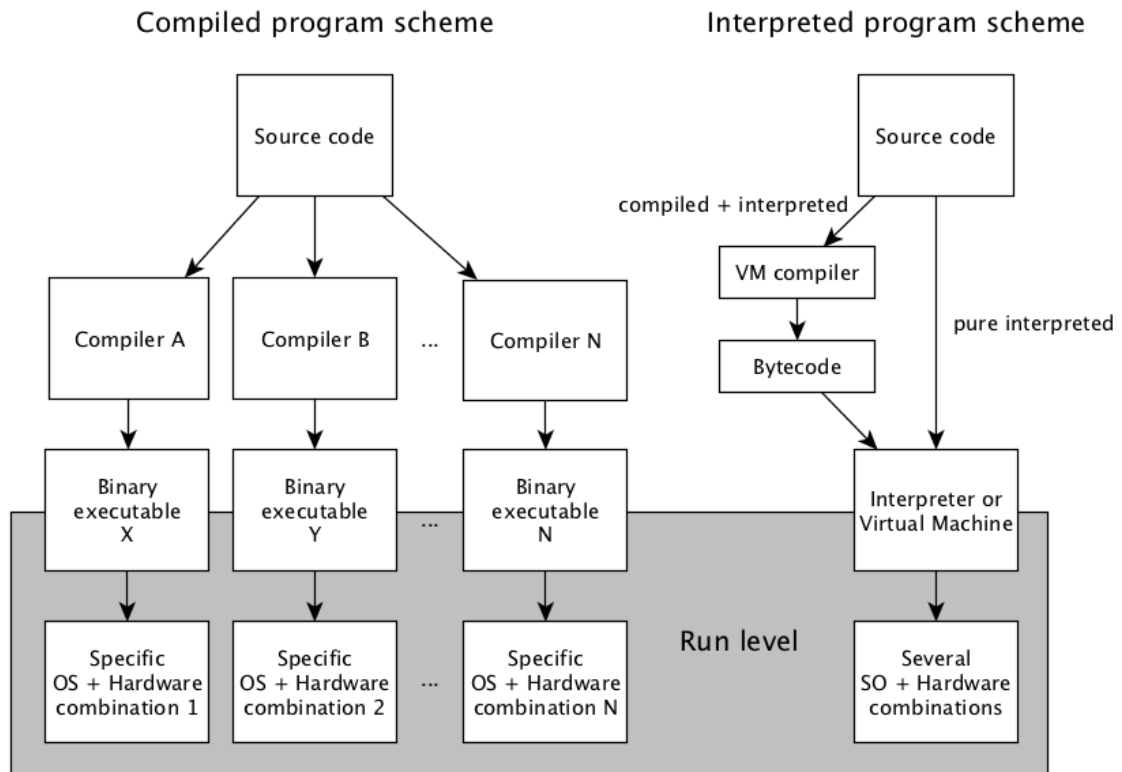 Compiled program scheme
Source code
Compiler A
Compiler B
...
Compiler N
Binary
executable
X
Binary
executable
Y
...
Binary
executable
N
Specific
OS + Hardware
combination 1
Specific
OS + Hardware
combination 2
...
Specific
OS + Hardware
combination N
Interpreted program scheme
Source code
compiled + interpreted
VM compiler
Bytecode
pure interpreted
Interpreter or
Virtual Machine
Run level
Several
SO + Hardware
combinations